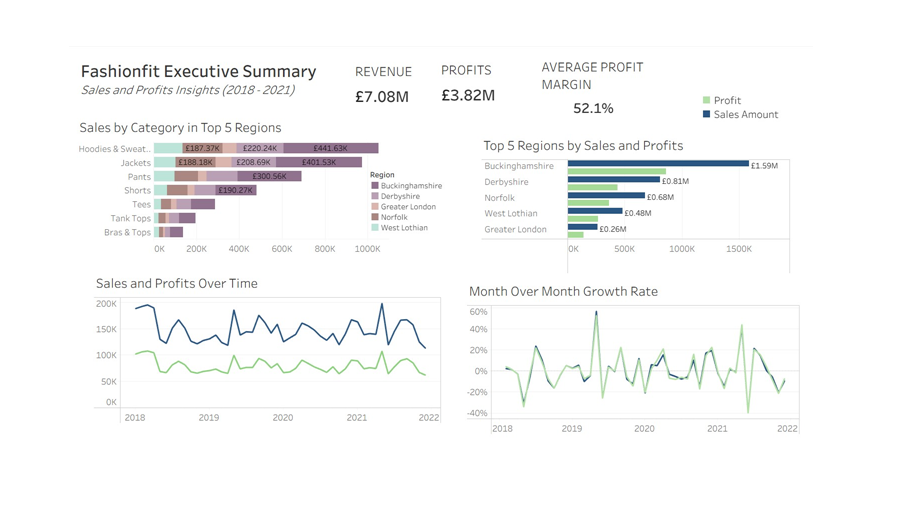 Fashionfit Executive Summary
Sales and Profits Insights (2018 - 2021)
REVENUE
£7.08M
PROFITS
£3.82M
AVERAGE PROFIT
MARGIN
52.1%
Profit
Sales Amount
Sales by Category in Top 5 Regions
Hoodies & Sweat.. £187.37K £220.24K £441.63K
Jackets £188.18K £208.69K £401.53K
Pants £300.56K
Shorts £190.27K
Tees
Tank Tops
Bras & Tops
0K 200K 400K 600K 800K 1000K
Region
Buckinghamshire
Derbyshire
Greater London
Norfolk
West Lothian
Top 5 Regions by Sales and Profits
Buckinghamshire £1.59M
Derbyshire £0.81M
Norfolk £0.68M
West Lothian £0.48M
Greater London £0.26M
0K 500K 1000K 1500K
Sales and Profits Over Time
200K
100K
50K
0K
2018 2019 2020 2021 2022
Month Over Month Growth Rate
60%
40%
20%
0%
-20%
-40%
2018 2019 2020 2021 2022